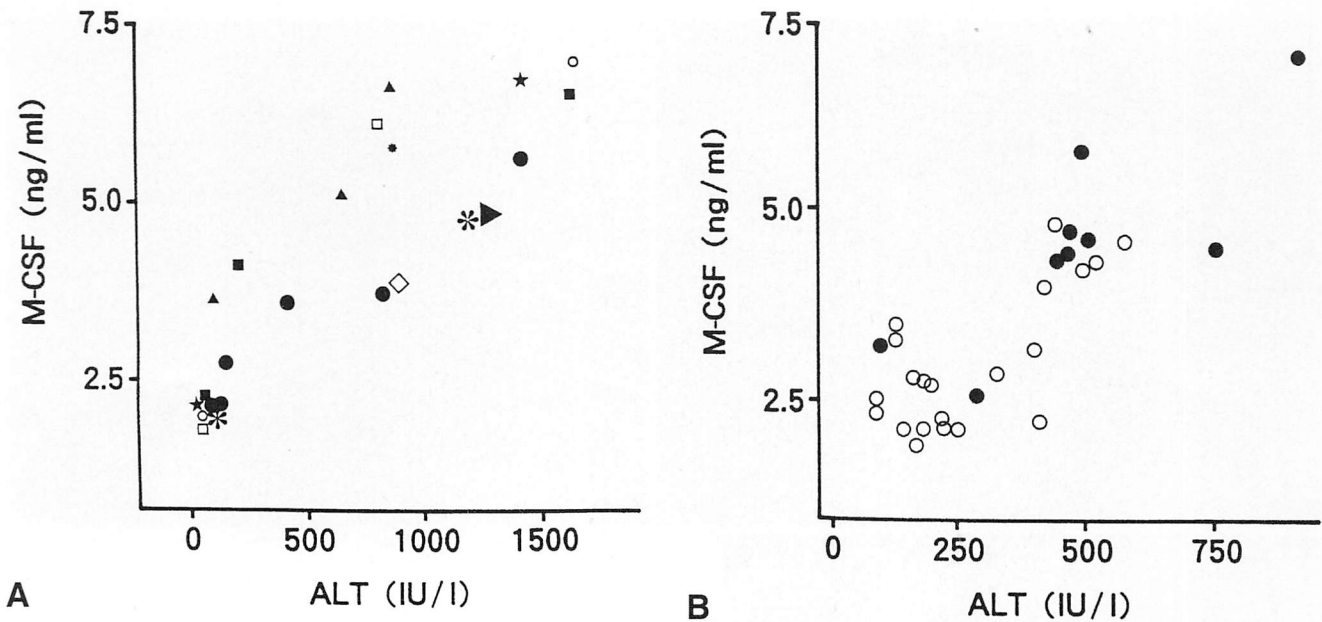 7.5
5.0
2.5
M-CSF (ng/ml)
0 500 1000 1500
ALT (IU/l)
A
7.5
5.0
2.5
M-CSF (ng/ml)
0 250 500 750
ALT (IU/l)
B